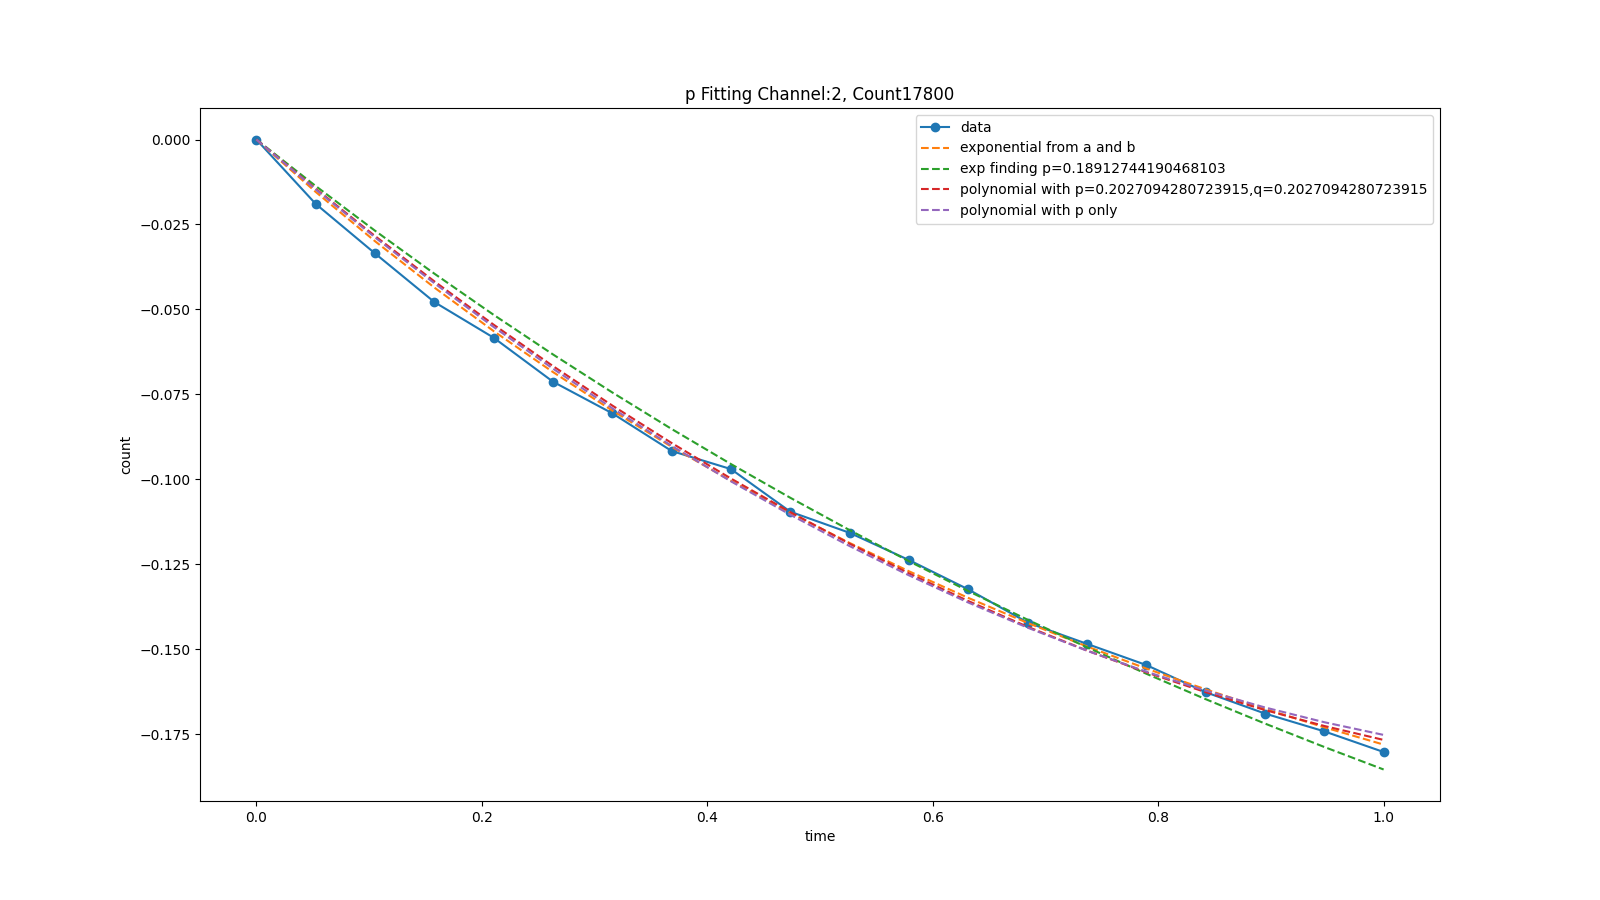 p Fitting Channel:2, Count17800
data
exponential from a and b
exp finding p=0.18912744190468103
polynomial with p=0.2027094280723915,q=0.2027094280723915
polynomial with p only
0.000
−0.025
−0.050
−0.075
−0.100
−0.125
−0.150
−0.175
count
0.0 0.2 0.4 0.6 0.8 1.0
time